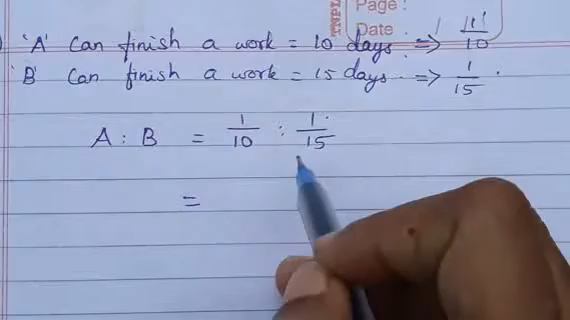 Page :
Date
'A' Can finish a work = 10 days => 1/10
'B' Can finish a work = 15 days => 1/15
A : B = 1/10 : 1/15
=